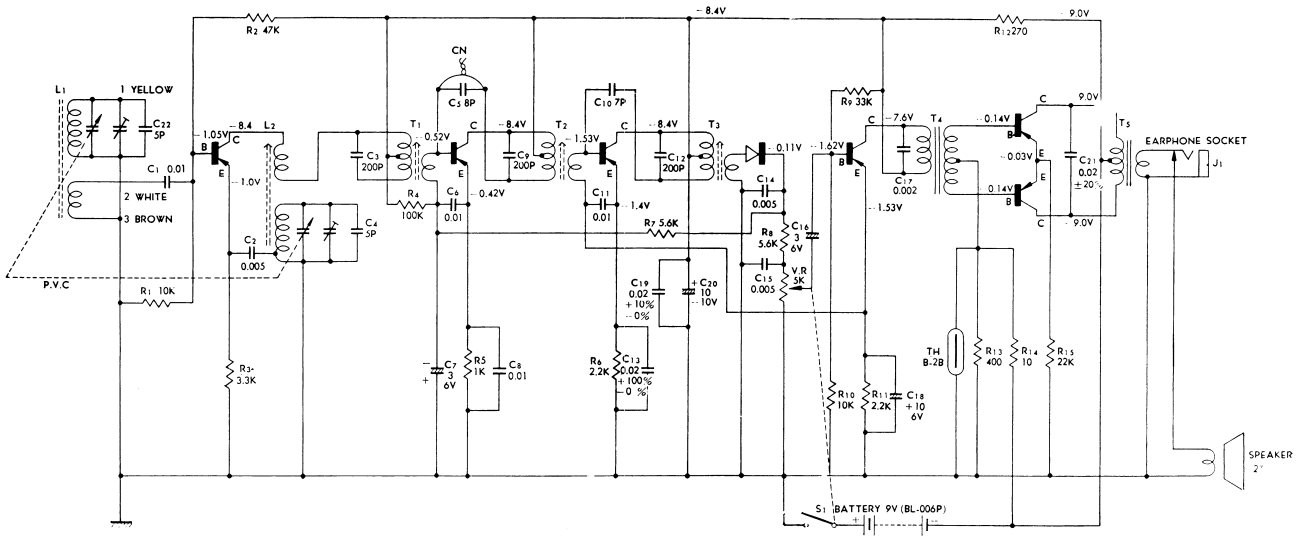 R2 47K
- 8.4V
- 9.0V
R12 270
CN
C5 8P
C10 7P
R9 33K
L1
1 YELLOW
C22
5P
C1 0.01
2 WHITE
3 BROWN
-1.05V
- 8.4
B
C
E
-1.0V
L2
C3
200P
T1
-0.52V
C
E
-0.42V
-8.4V
C9
200P
T2
-1.53V
C
E
-1.4V
-8.4V
C12
200P
T3
-0.11V
-1.62V
B
C
E
-1.53V
-7.6V
C17
0.002
T4
-0.14V
B
C
E
-0.03V
-0.14V
B
E
C
9.0V
-9.0V
C21
0.02
±20%
T5
EARPHONE SOCKET
J1
C2
0.005
C4
5P
R4
100K
C6
0.01
C11
0.01
C14
0.005
R7 5.6K
R8
5.6K
C16
3
6V
C15
0.005
V.R
5K
P.V.C
R1 10K
R3
3.3K
C7
3
6V
-
+
R5
1K
C8
0.01
C19
0.02
+10%
-0%
+ C20
10
-10V
R6
2.2K
C13
0.02
+100%
-0 %
R10
10K
R11
2.2K
C18
+10
6V
TH
B-2B
R13
400
R14
10
R15
22K
SPEAKER
2"
S1 BATTERY 9V (BL-006P)
+
-